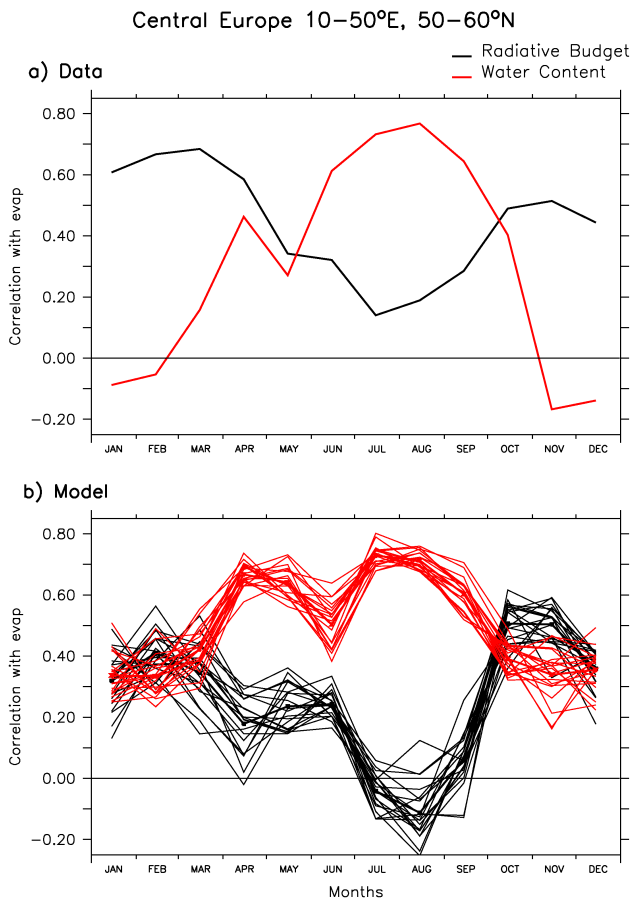 Central Europe 10–50°E, 50–60°N
Radiative Budget
Water Content
a) Data
0.80
0.60
0.40
0.20
0.00
−0.20
Correlation with evap
JAN FEB MAR APR MAY JUN JUL AUG SEP OCT NOV DEC
b) Model
0.80
0.60
0.40
0.20
0.00
−0.20
Correlation with evap
JAN FEB MAR APR MAY JUN JUL AUG SEP OCT NOV DEC
Months